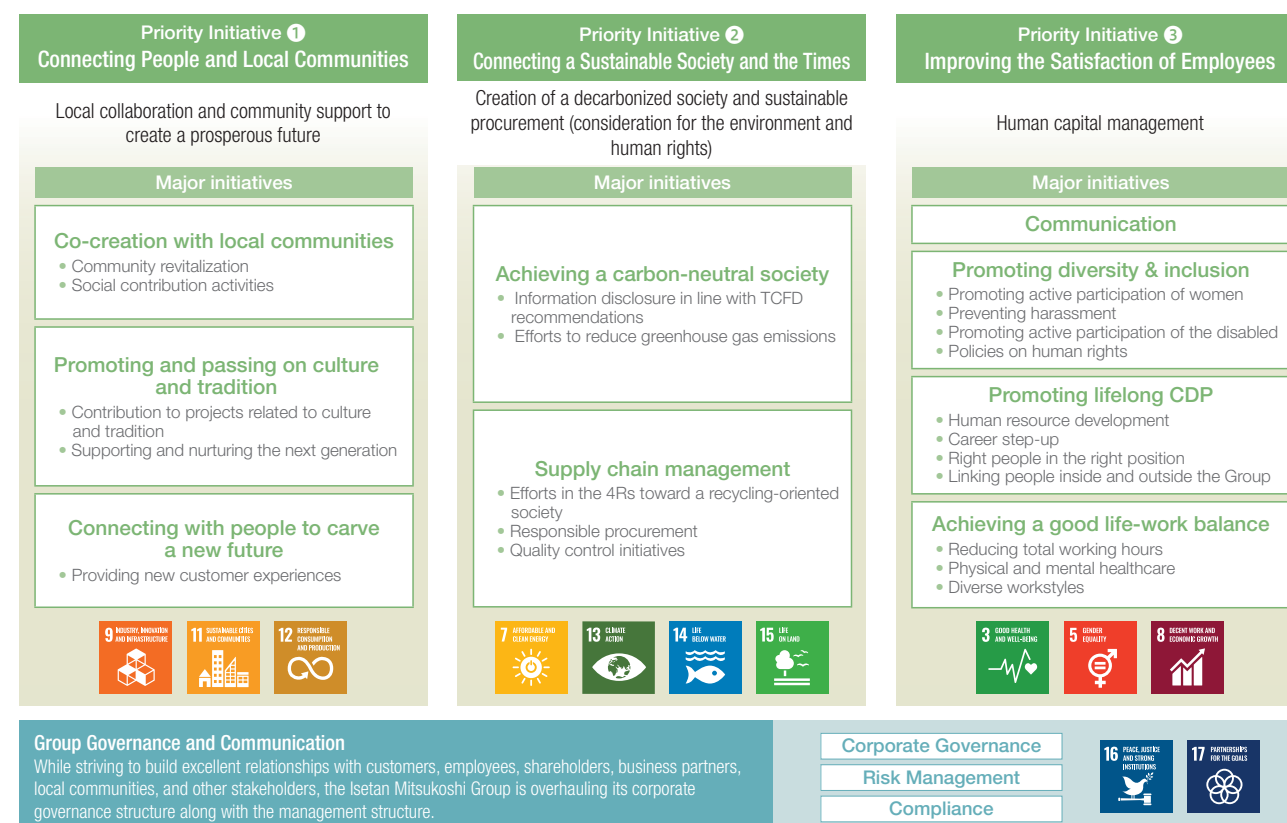 Priority Initiative ❶
Connecting People and Local Communities
Local collaboration and community support to
create a prosperous future
Major initiatives
Co-creation with local communities
• Community revitalization
• Social contribution activities
Promoting and passing on culture
and tradition
• Contribution to projects related to culture
and tradition
• Supporting and nurturing the next generation
Connecting with people to carve
a new future
• Providing new customer experiences
9 INDUSTRY, INNOVATION
AND INFRASTRUCTURE
11 SUSTAINABLE CITIES
AND COMMUNITIES
12 RESPONSIBLE
CONSUMPTION
AND PRODUCTION
Priority Initiative ❷
Connecting a Sustainable Society and the Times
Creation of a decarbonized society and sustainable
procurement (consideration for the environment and
human rights)
Major initiatives
Achieving a carbon-neutral society
• Information disclosure in line with TCFD
recommendations
• Efforts to reduce greenhouse gas emissions
Supply chain management
• Efforts in the 4Rs toward a recycling-oriented
society
• Responsible procurement
• Quality control initiatives
7 AFFORDABLE AND
CLEAN ENERGY
13 CLIMATE
ACTION
14 LIFE
BELOW WATER
15 LIFE
ON LAND
Priority Initiative ❸
Improving the Satisfaction of Employees
Human capital management
Major initiatives
Communication
Promoting diversity & inclusion
• Promoting active participation of women
• Preventing harassment
• Promoting active participation of the disabled
• Policies on human rights
Promoting lifelong CDP
• Human resource development
• Career step-up
• Right people in the right position
• Linking people inside and outside the Group
Achieving a good life-work balance
• Reducing total working hours
• Physical and mental healthcare
• Diverse workstyles
3 GOOD HEALTH
AND WELL-BEING
5 GENDER
EQUALITY
8 DECENT WORK AND
ECONOMIC GROWTH
Group Governance and Communication
While striving to build excellent relationships with customers, employees, shareholders, business partners,
local communities, and other stakeholders, the Isetan Mitsukoshi Group is overhauling its corporate
governance structure along with the management structure.
Corporate Governance
Risk Management
Compliance
16 PEACE, JUSTICE
AND STRONG
INSTITUTIONS
17 PARTNERSHIPS
FOR THE GOALS